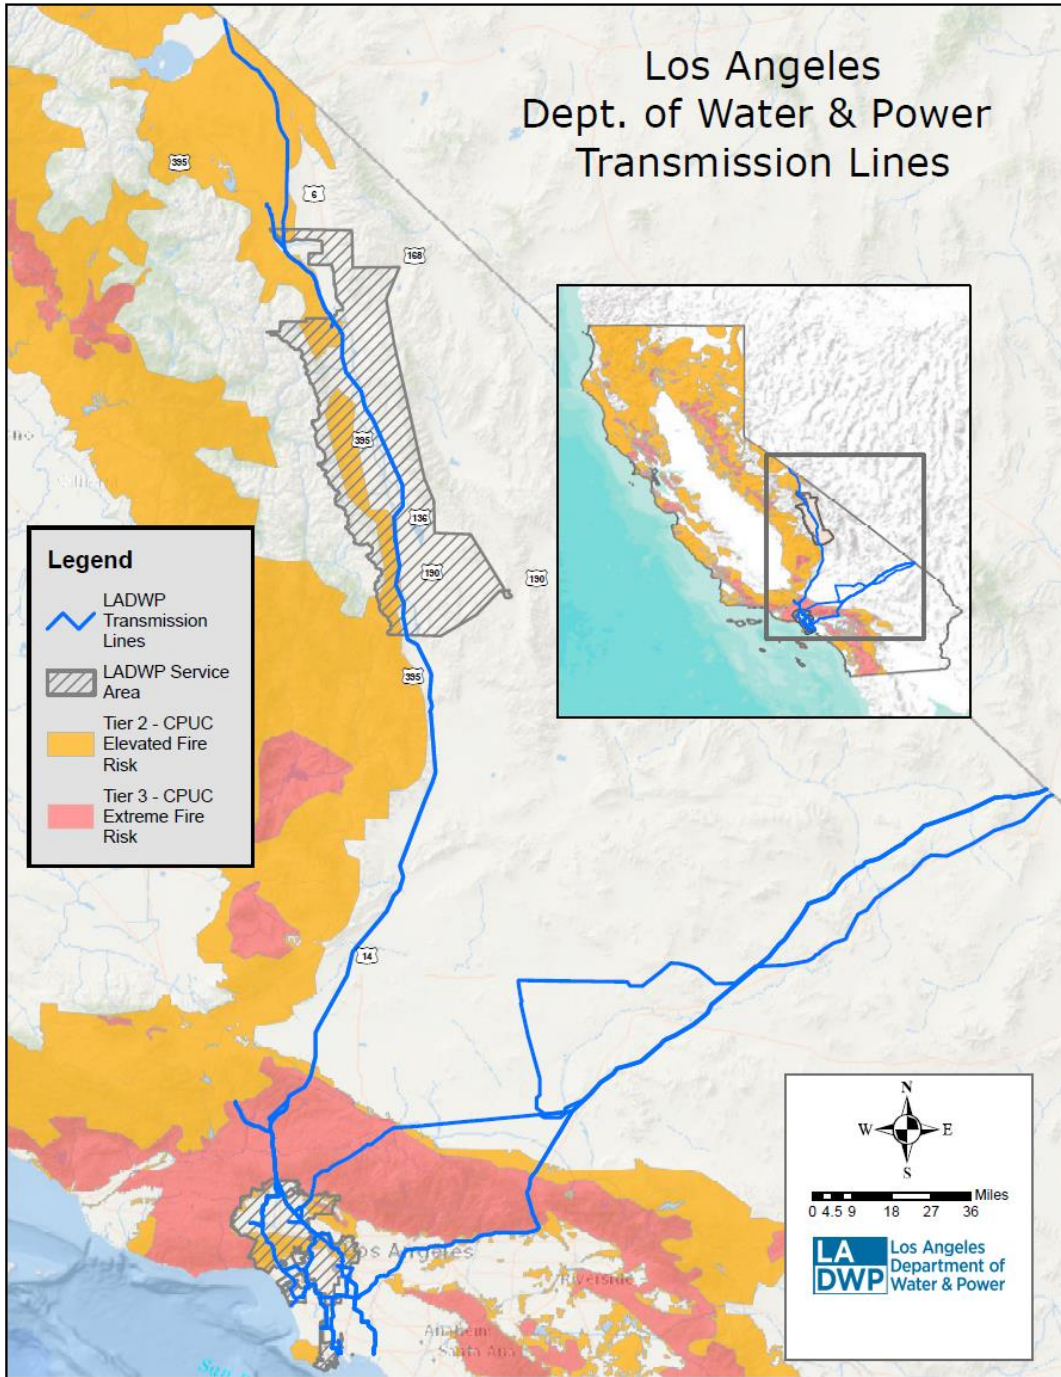 Los Angeles
Dept. of Water & Power
Transmission Lines
395
6
168
395
136
190
190
395
14
Legend
LADWP
Transmission
Lines
LADWP Service
Area
Tier 2 - CPUC
Elevated Fire
Risk
Tier 3 - CPUC
Extreme Fire
Risk
Los Angeles
Riverside
Anaheim
Santa Ana
N
W
E
S
Miles
0 4.5 9 18 27 36
LA
DWP
Los Angeles
Department of
Water & Power